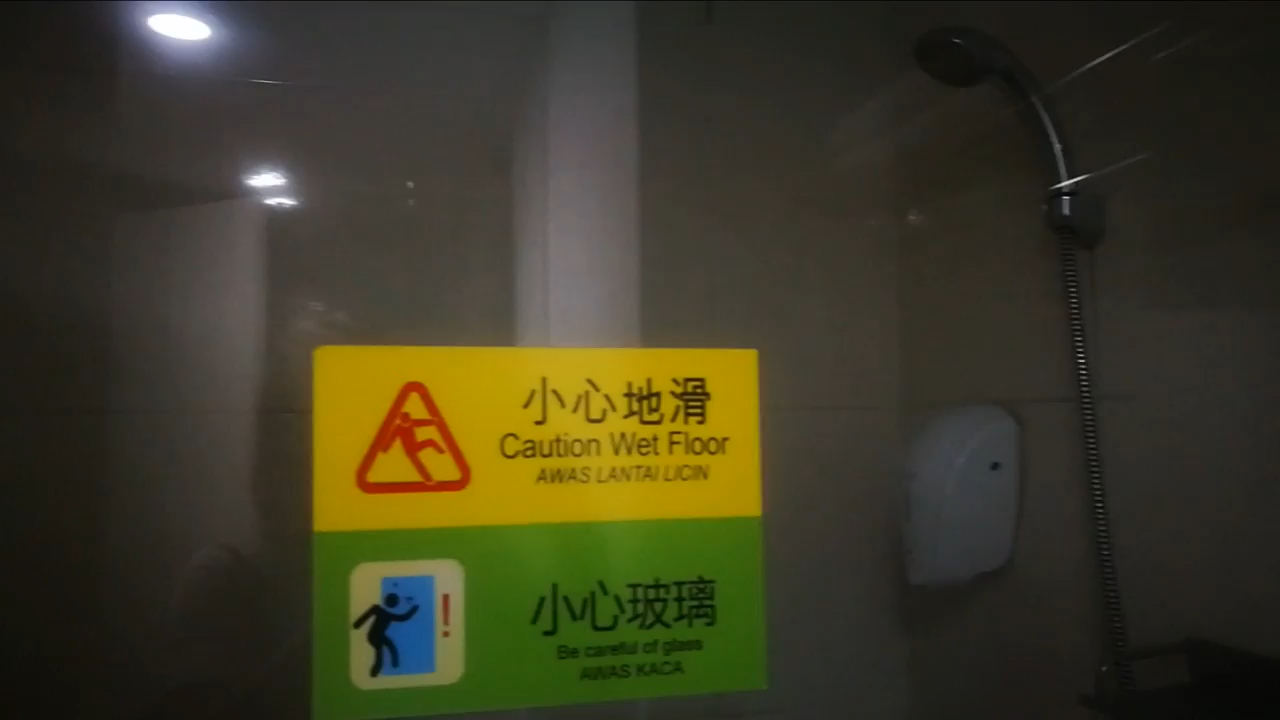 小心地滑
Caution Wet Floor
AWAS LANTAI LICIN
!
小心玻璃
Be careful of glass
AWAS KACA